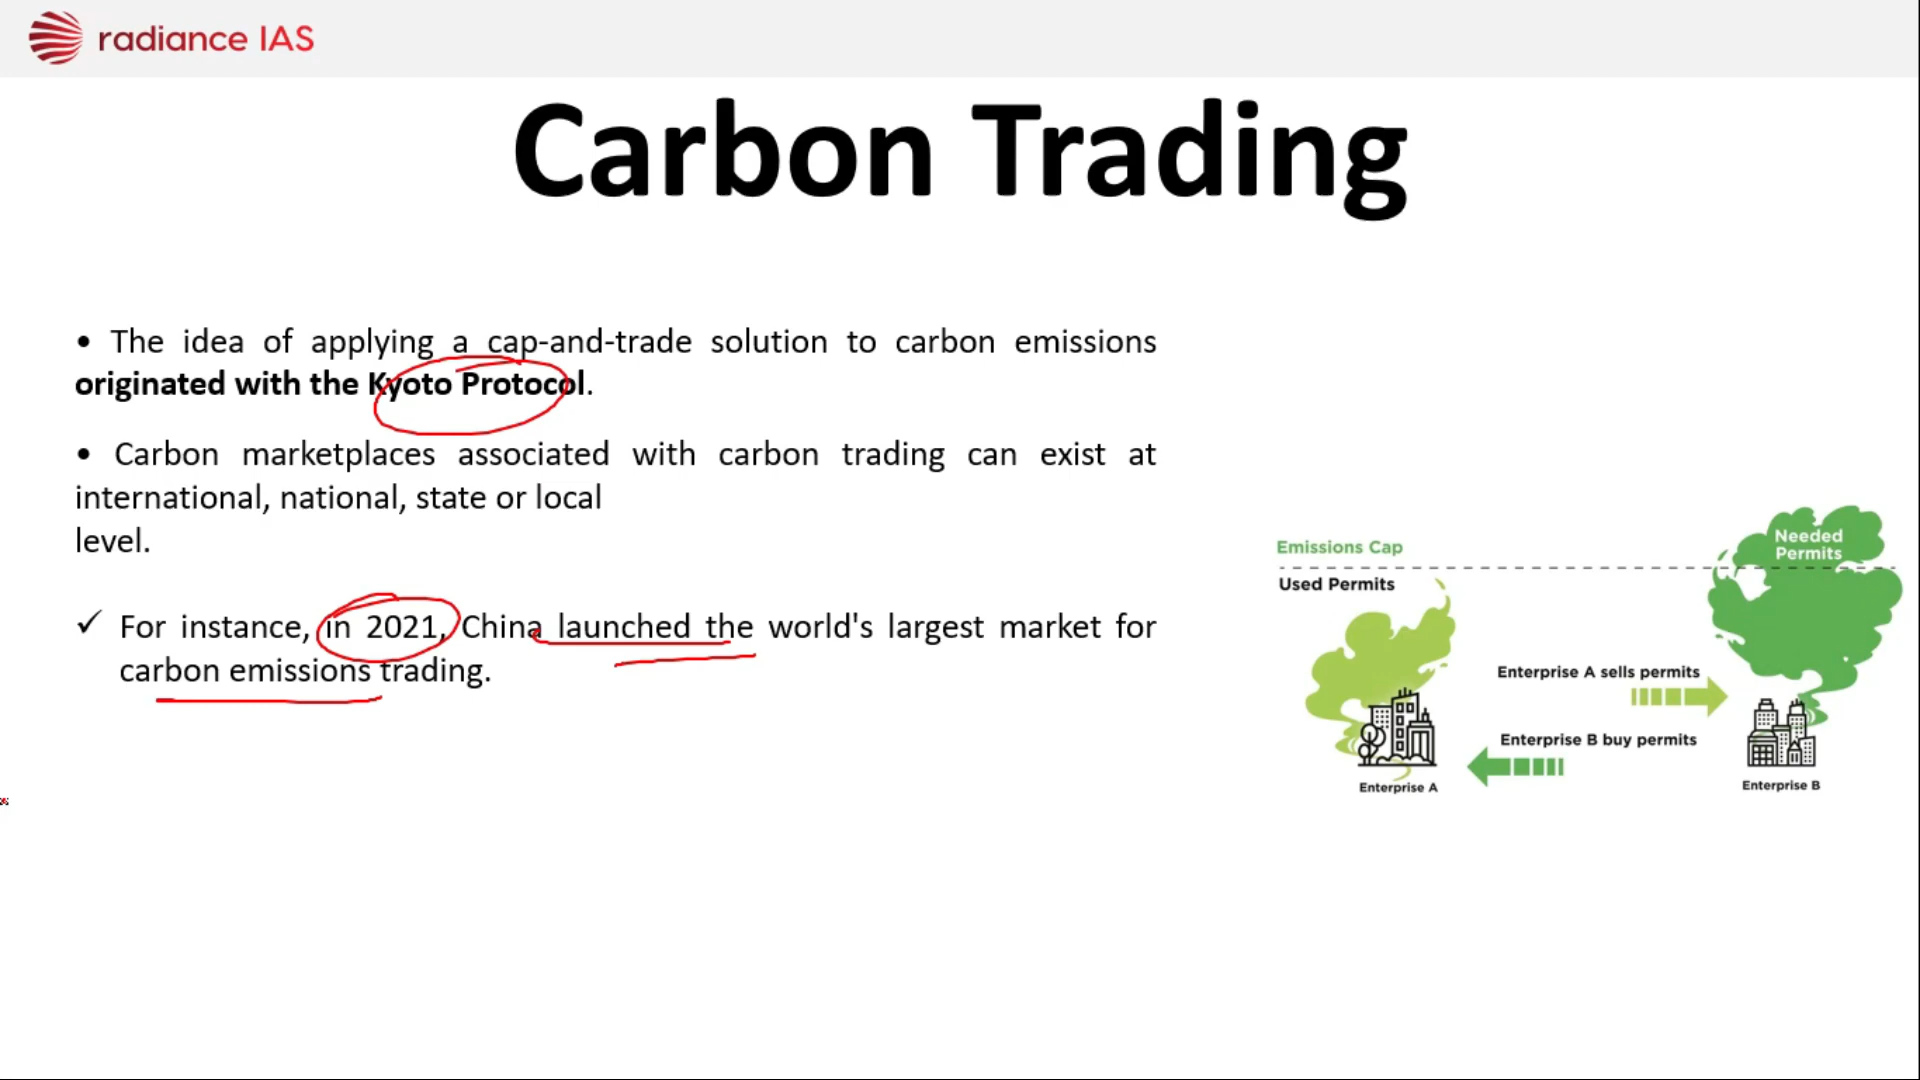 radiance IAS
Carbon Trading
• The idea of applying a cap-and-trade solution to carbon emissions
originated with the Kyoto Protocol.
• Carbon marketplaces associated with carbon trading can exist at
international, national, state or local
level.
✓ For instance, in 2021, China launched the world's largest market for
carbon emissions trading.
Emissions Cap
Used Permits
Needed
Permits
Enterprise A sells permits
Enterprise B buy permits
Enterprise A
Enterprise B